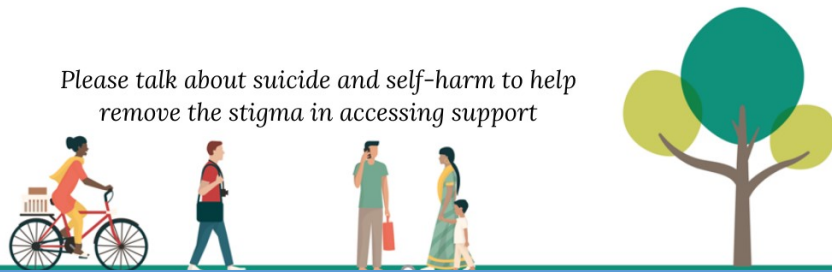 Please talk about suicide and self-harm to help
remove the stigma in accessing support